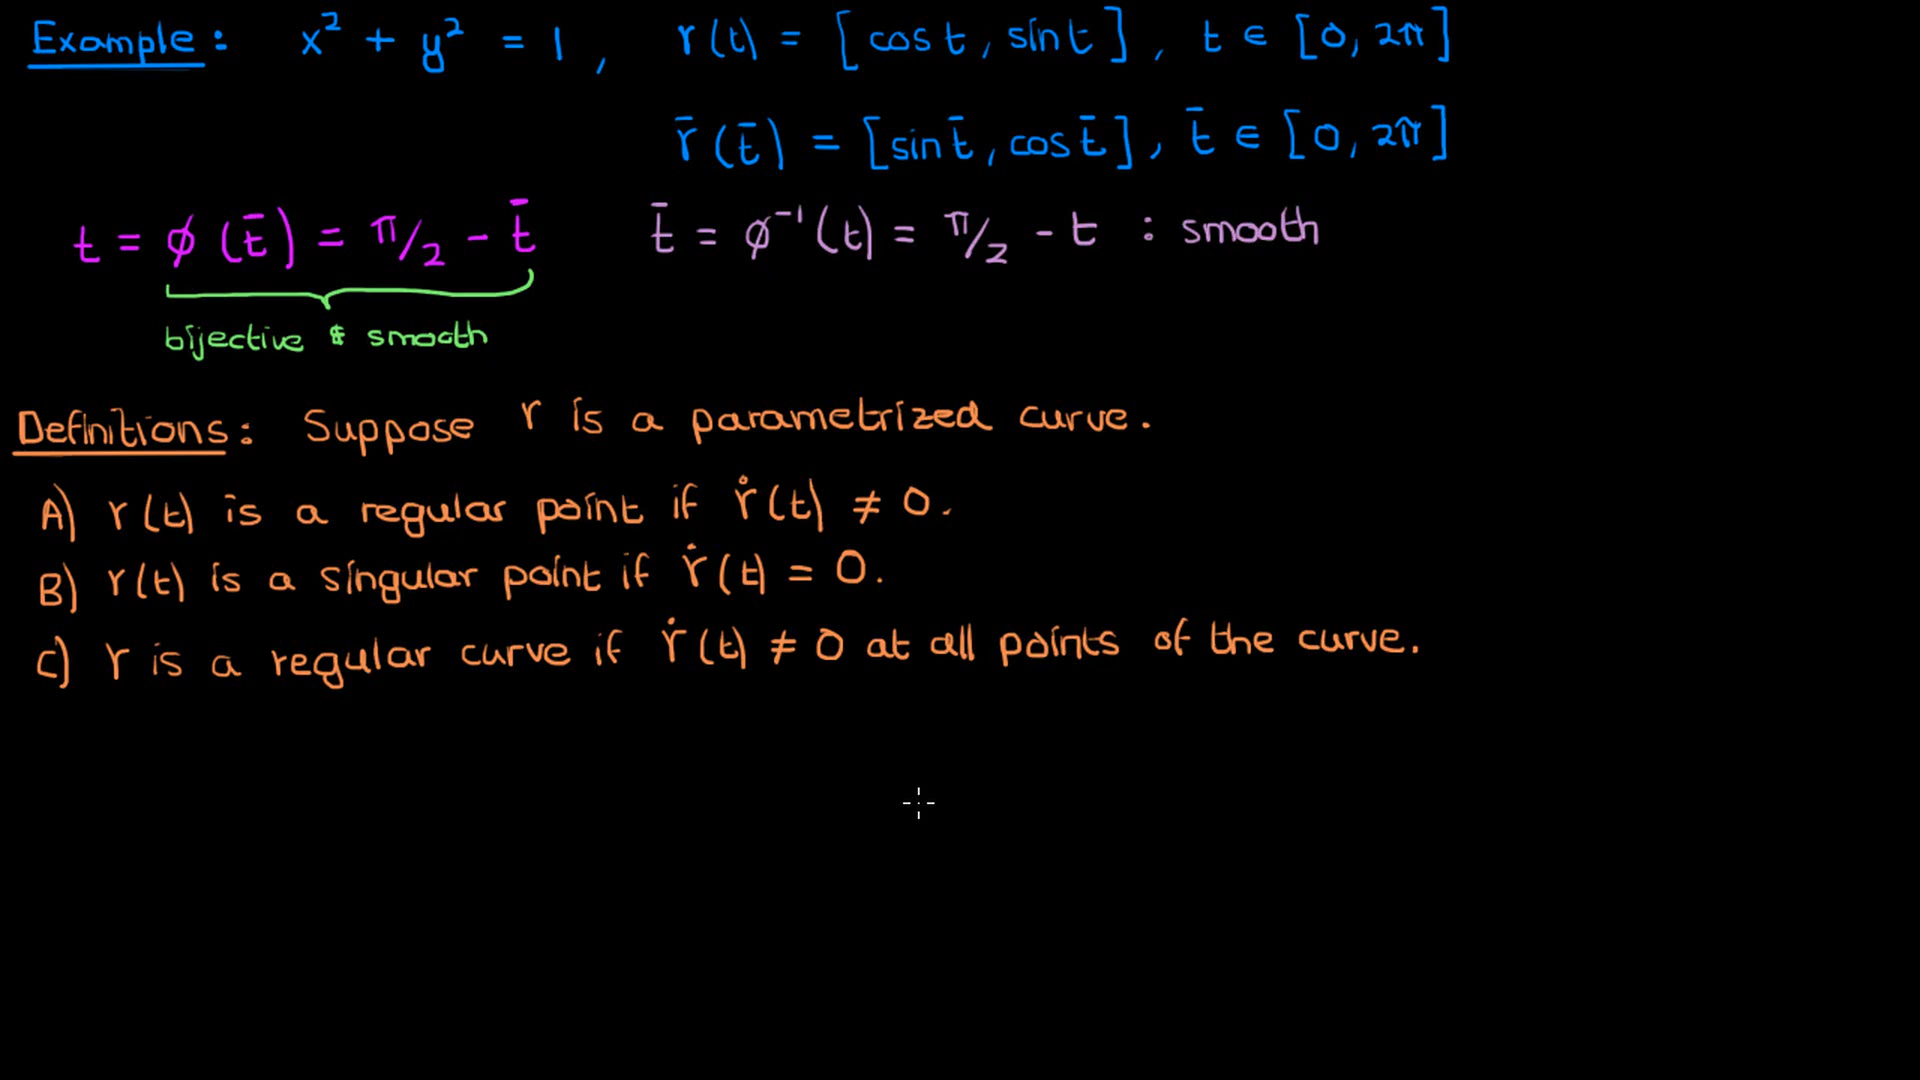 Example: x² + y² = 1, r(t) = [cos t, sin t], t ∈ [0, 2π]
r̄(t̄) = [sin t̄, cos t̄], t̄ ∈ [0, 2π]
t = ϕ(t̄) = π/2 - t̄ t̄ = ϕ⁻¹(t) = π/2 - t : smooth
bijective & smooth
Definitions: Suppose r is a parametrized curve.
A) r(t) is a regular point if ṙ(t) ≠ 0.
B) r(t) is a singular point if ṙ(t) = 0.
C) r is a regular curve if ṙ(t) ≠ 0 at all points of the curve.